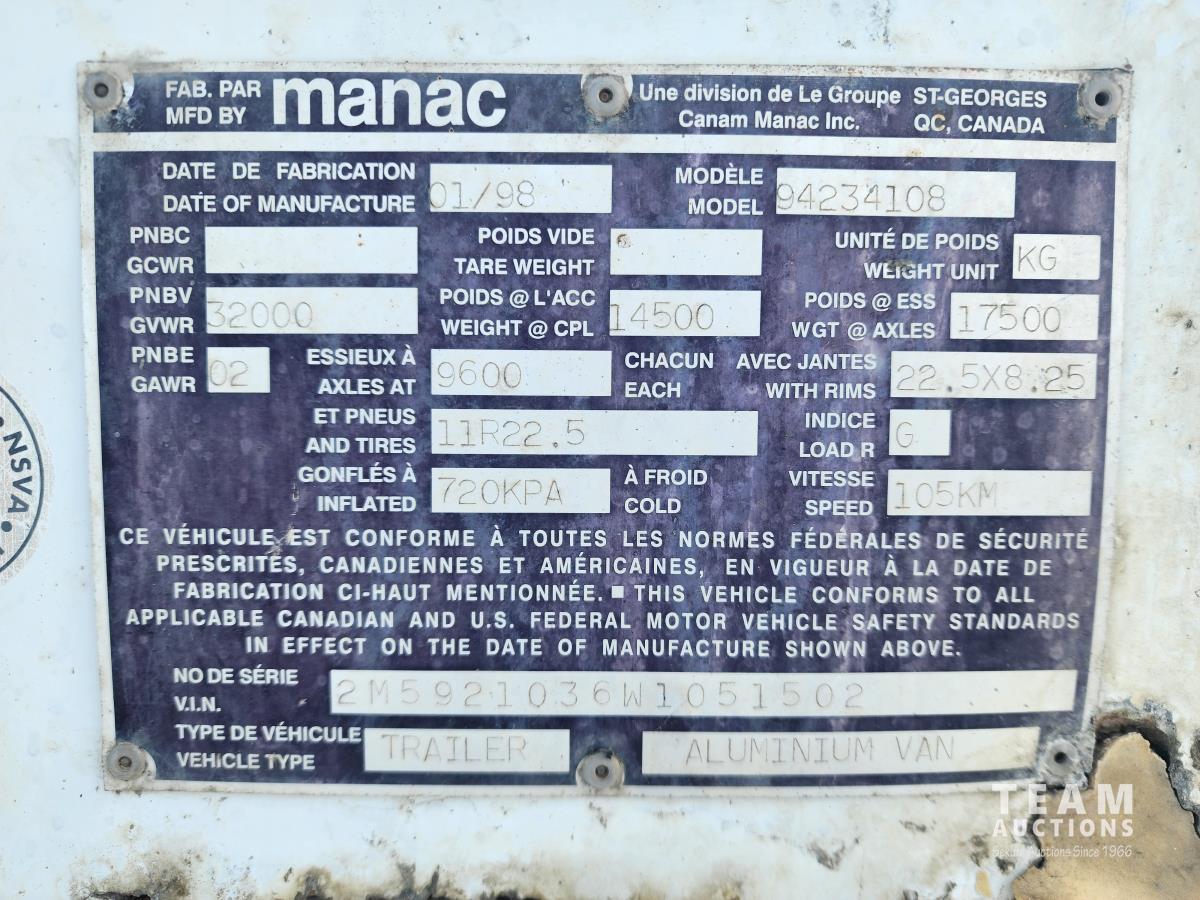 FAB. PAR
MFD BY
manac
Une division de Le Groupe
Canam Manac Inc.
ST-GEORGES
QC, CANADA
DATE DE FABRICATION
DATE OF MANUFACTURE
01/98
MODÈLE
MODEL
94234108
PNBC
GCWR
POIDS VIDE
TARE WEIGHT
UNITÉ DE POIDS
WEIGHT UNIT
KG
PNBV
GVWR
32000
POIDS @ L'ACC
WEIGHT @ CPL
14500
POIDS @ ESS
WGT @ AXLES
17500
PNBE
GAWR
02
ESSIEUX À
AXLES AT
9600
CHACUN
EACH
AVEC JANTES
WITH RIMS
22.5X8.25
ET PNEUS
AND TIRES
11R22.5
INDICE
LOAD R
G
GONFLÉS À
INFLATED
720KPA
À FROID
COLD
VITESSE
SPEED
105KM
CE VÉHICULE EST CONFORME À TOUTES LES NORMES FÉDÉRALES DE SÉCURITÉ
PRESCRITES, CANADIENNES ET AMÉRICAINES, EN VIGUEUR À LA DATE DE
FABRICATION CI-HAUT MENTIONNÉE. ■ THIS VEHICLE CONFORMS TO ALL
APPLICABLE CANADIAN AND U.S. FEDERAL MOTOR VEHICLE SAFETY STANDARDS
IN EFFECT ON THE DATE OF MANUFACTURE SHOWN ABOVE.
NO DE SÉRIE
V.I.N.
2M5921036W1051502
TYPE DE VÉHICULE
VEHICLE TYPE
TRAILER
ALUMINIUM VAN
NSVA
TEAM
AUCTIONS
Auctions Since 1966